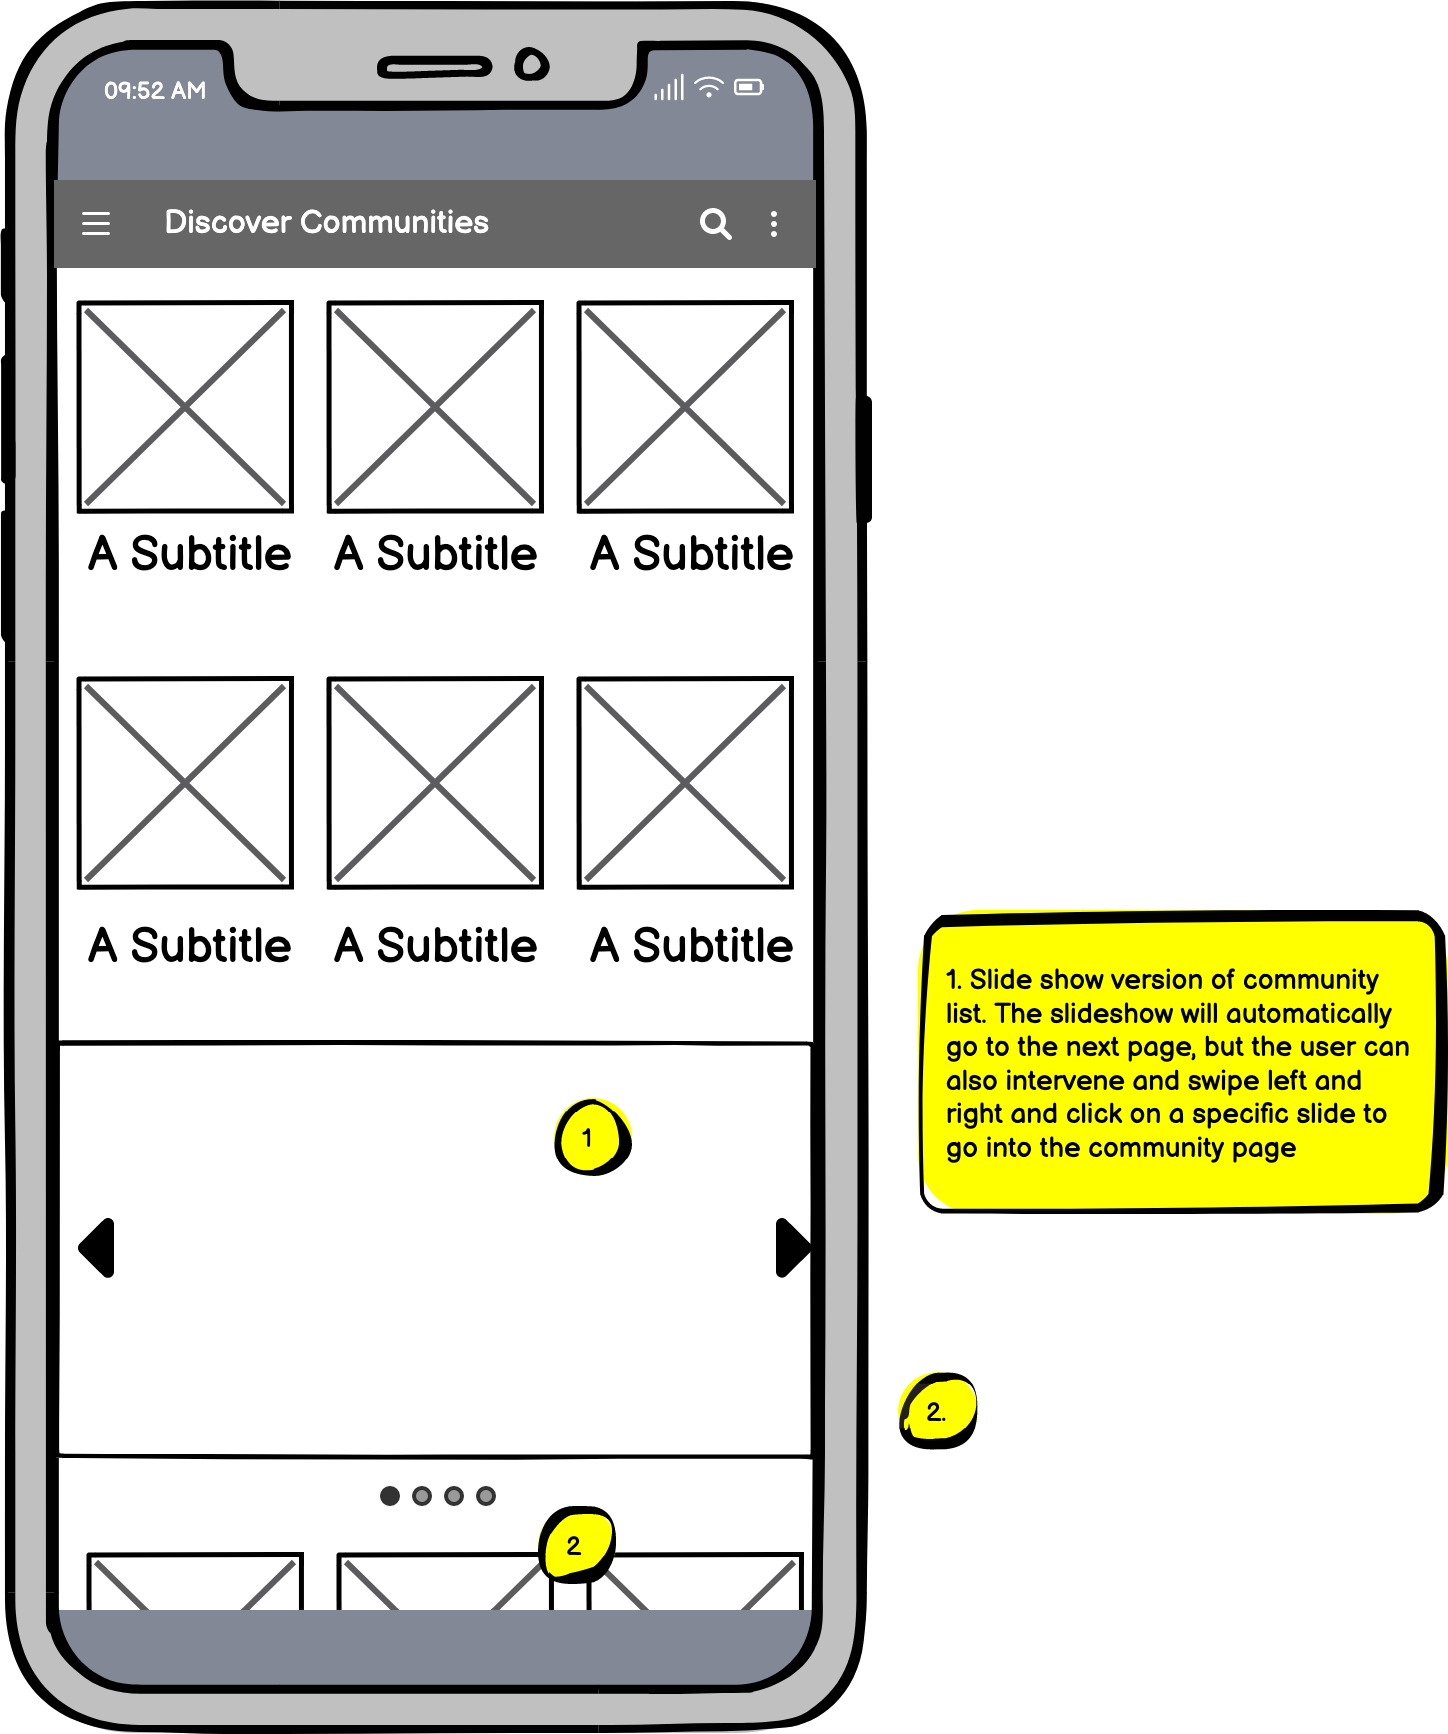 09:52 AM
Discover Communities
A Subtitle A Subtitle A Subtitle
A Subtitle A Subtitle A Subtitle
1. Slide show version of community
list. The slideshow will automatically
go to the next page, but the user can
also intervene and swipe left and
right and click on a specific slide to
go into the community page
1
2.
2